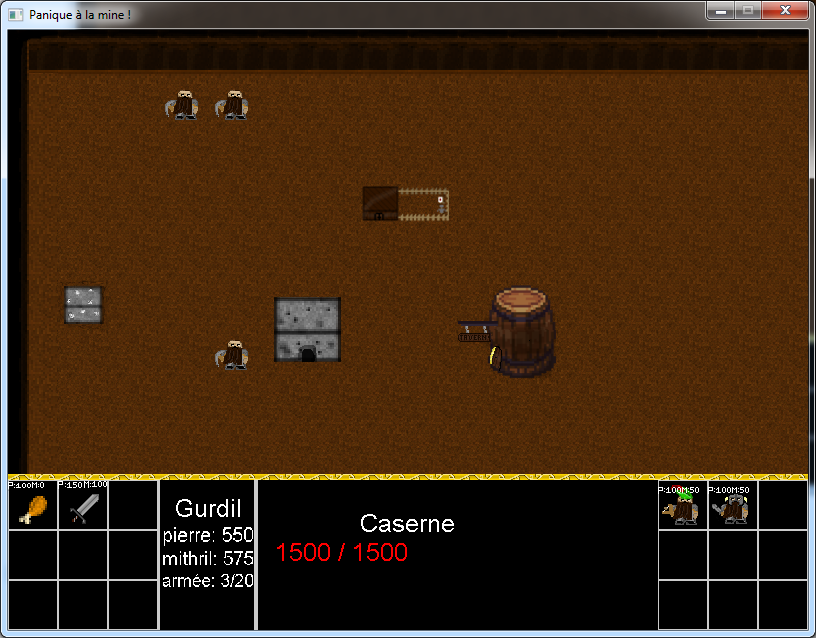 Panique à la mine !
P:100M:0
P:150M:100
Gurdil
pierre: 550
mithril: 575
armée: 3/20
Caserne
1500 / 1500
P:100M:50
P:100M:50